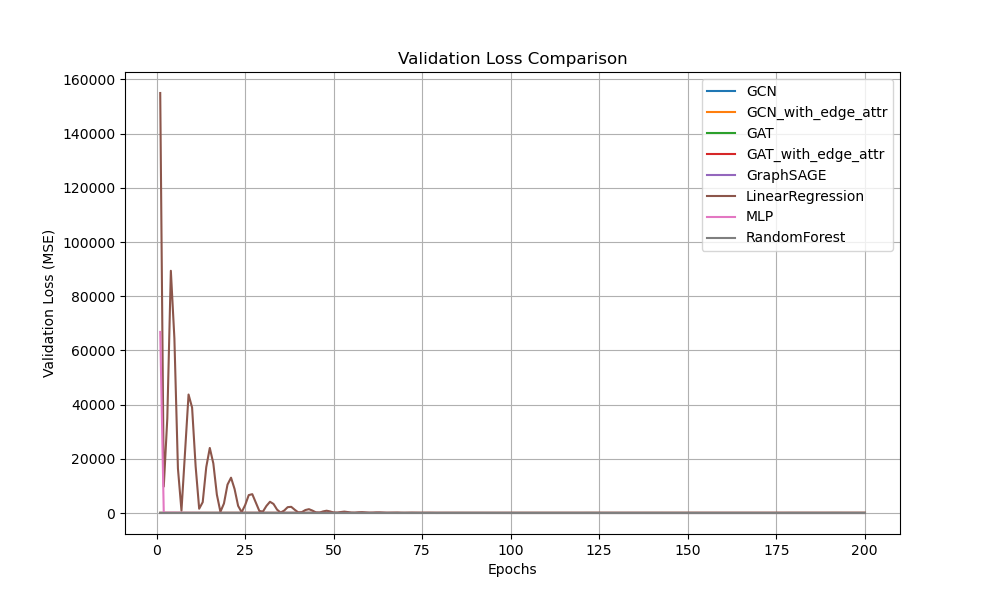 Validation Loss Comparison
160000
140000
120000
100000
80000
60000
40000
20000
0
Validation Loss (MSE)
GCN
GCN_with_edge_attr
GAT
GAT_with_edge_attr
GraphSAGE
LinearRegression
MLP
RandomForest
0 25 50 75 100 125 150 175 200
Epochs